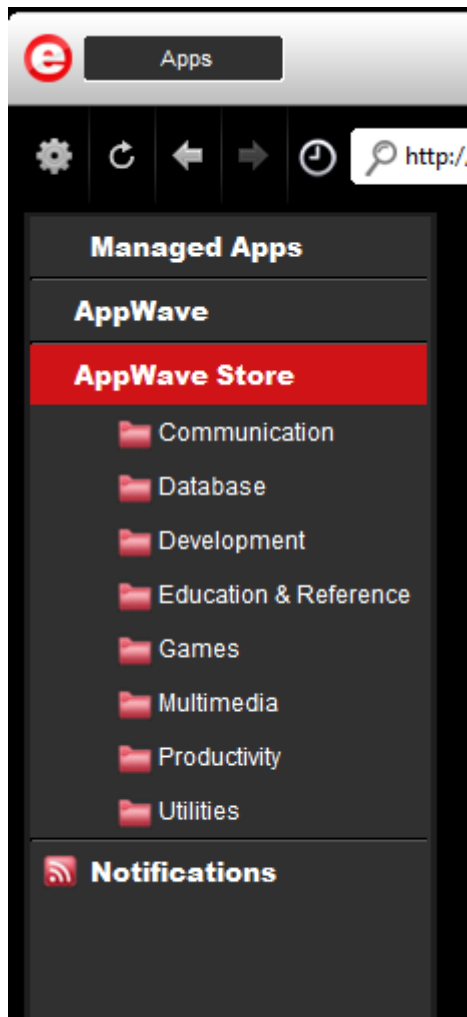 e
Apps
http:/
Managed Apps
AppWave
AppWave Store
Communication
Database
Development
Education & Reference
Games
Multimedia
Productivity
Utilities
Notifications